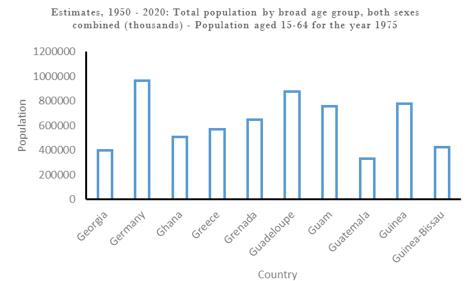 Estimates, 1950 - 2020: Total population by broad age group, both sexes
combined (thousands) - Population aged 15-64 for the year 1975
1200000
1000000
800000
600000
400000
200000
0
Population
Georgia
Germany
Ghana
Greece
Grenada
Guadeloupe
Guam
Guatemala
Guinea
Guinea-Bissau
Country